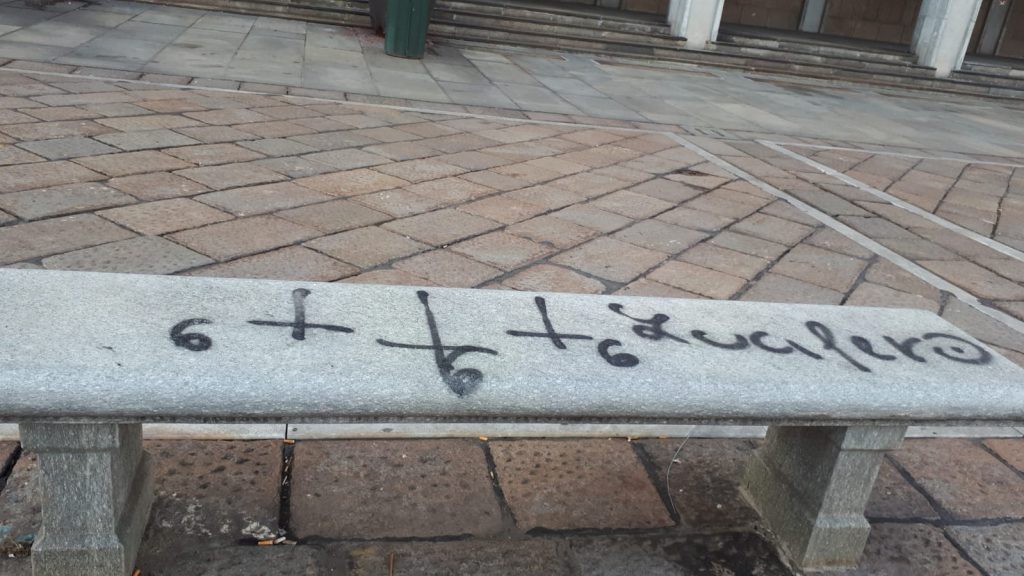 6 † † 6 † 6 Lucifero